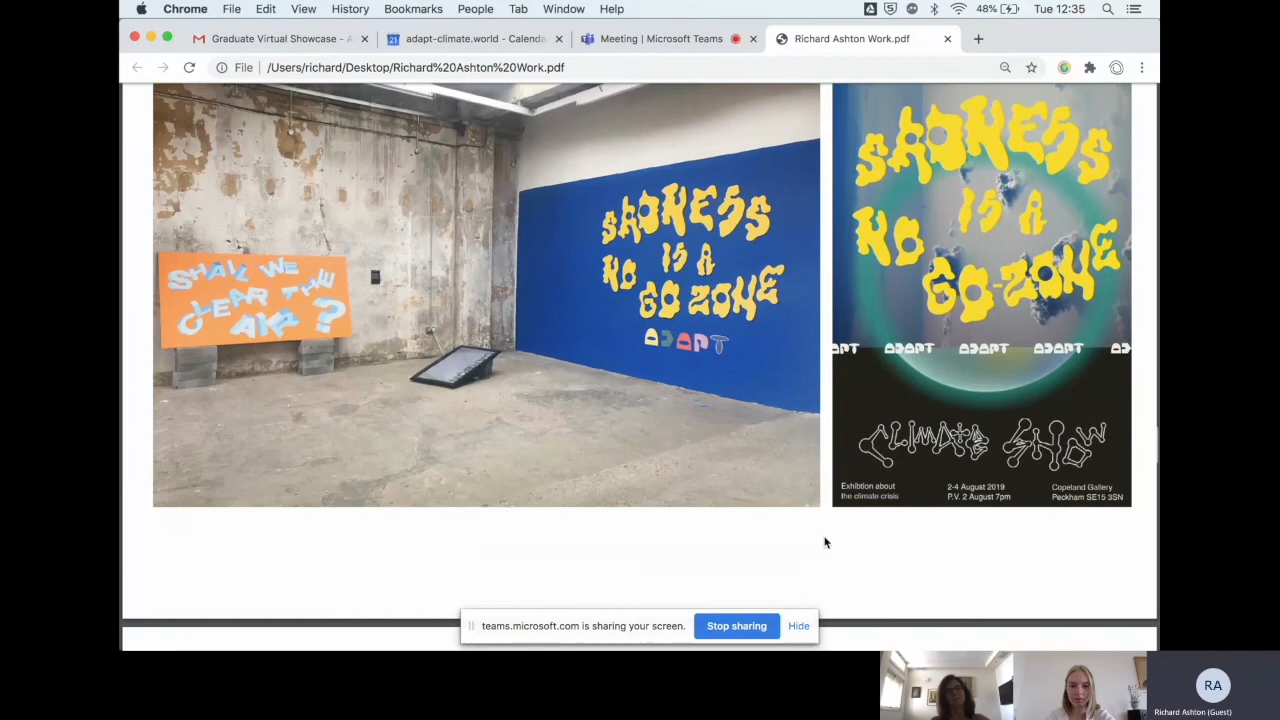 Chrome File Edit View History Bookmarks People Tab Window Help 48% Tue 12:35
Graduate Virtual Showcase - A
21 adapt-climate.world - Calenda
Meeting | Microsoft Teams
Richard Ashton Work.pdf
File /Users/richard/Desktop/Richard%20Ashton%20Work.pdf
SHALL WE
CLEAR THE
AIR?
SADNESS
IS A
NO
GO ZONE
ADAPT
SADNESS
IS A
NO
GO-ZONE
APT ADAPT ADAPT ADAPT AD
CLIMATE SHOW
Exhibtion about
the climate crisis
2-4 August 2019
P.V. 2 August 7pm
Copeland Gallery
Peckham SE15 3SN
teams.microsoft.com is sharing your screen. Stop sharing Hide
RA
Richard Ashton (Guest)